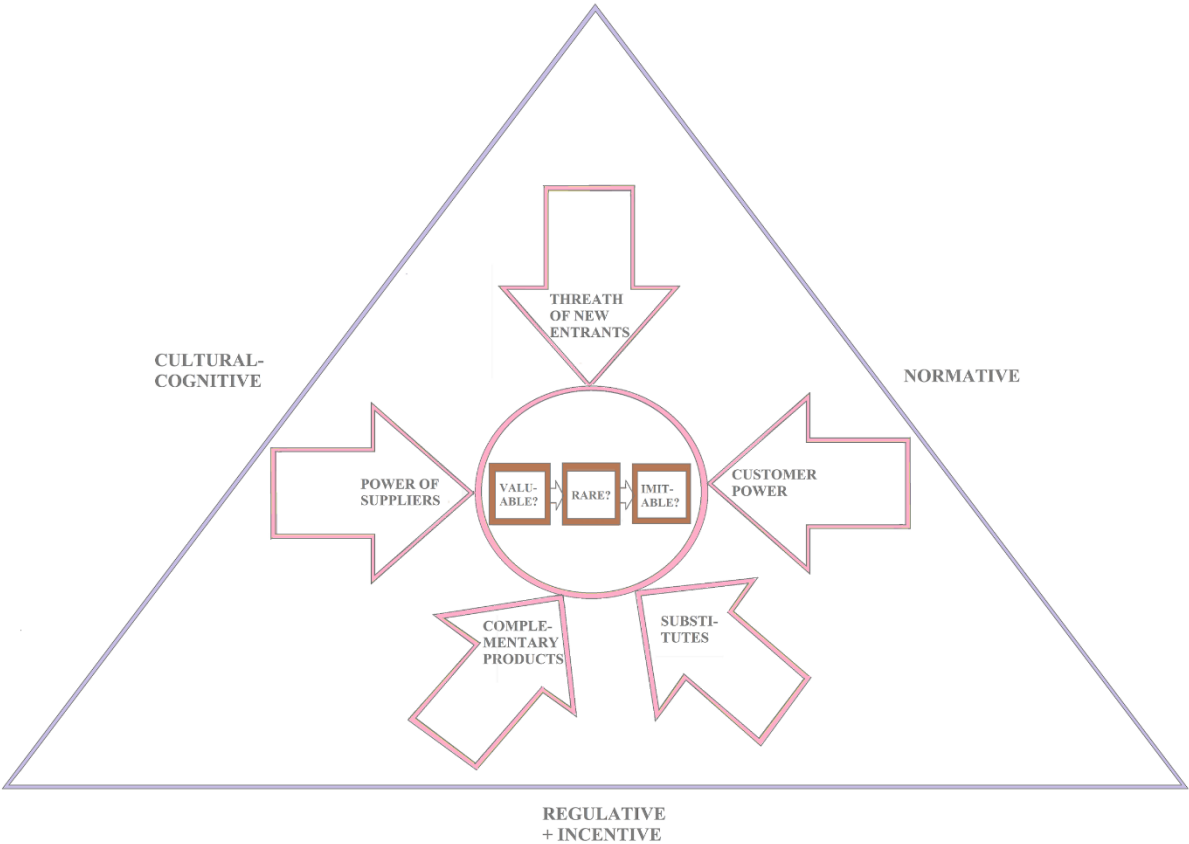 THREATH
OF NEW
ENTRANTS
CULTURAL-
COGNITIVE
NORMATIVE
POWER OF
SUPPLIERS
VALU-
ABLE?
RARE?
IMIT-
ABLE?
CUSTOMER
POWER
COMPLE-
MENTARY
PRODUCTS
SUBSTI-
TUTES
REGULATIVE
+ INCENTIVE